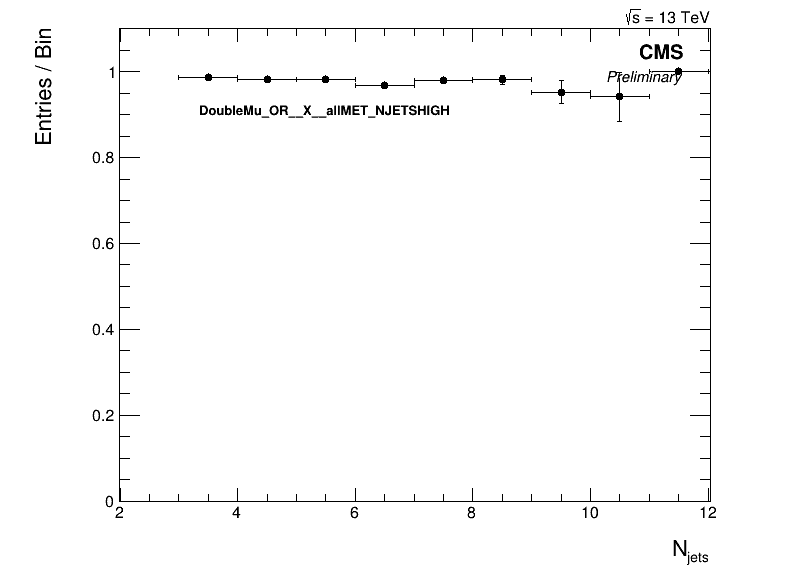 √s = 13 TeV
CMS
Preliminary
DoubleMu_OR__X__allMET_NJETSHIGH
Entries / Bin
1
0.8
0.6
0.4
0.2
0
2 4 6 8 10 12
Njets